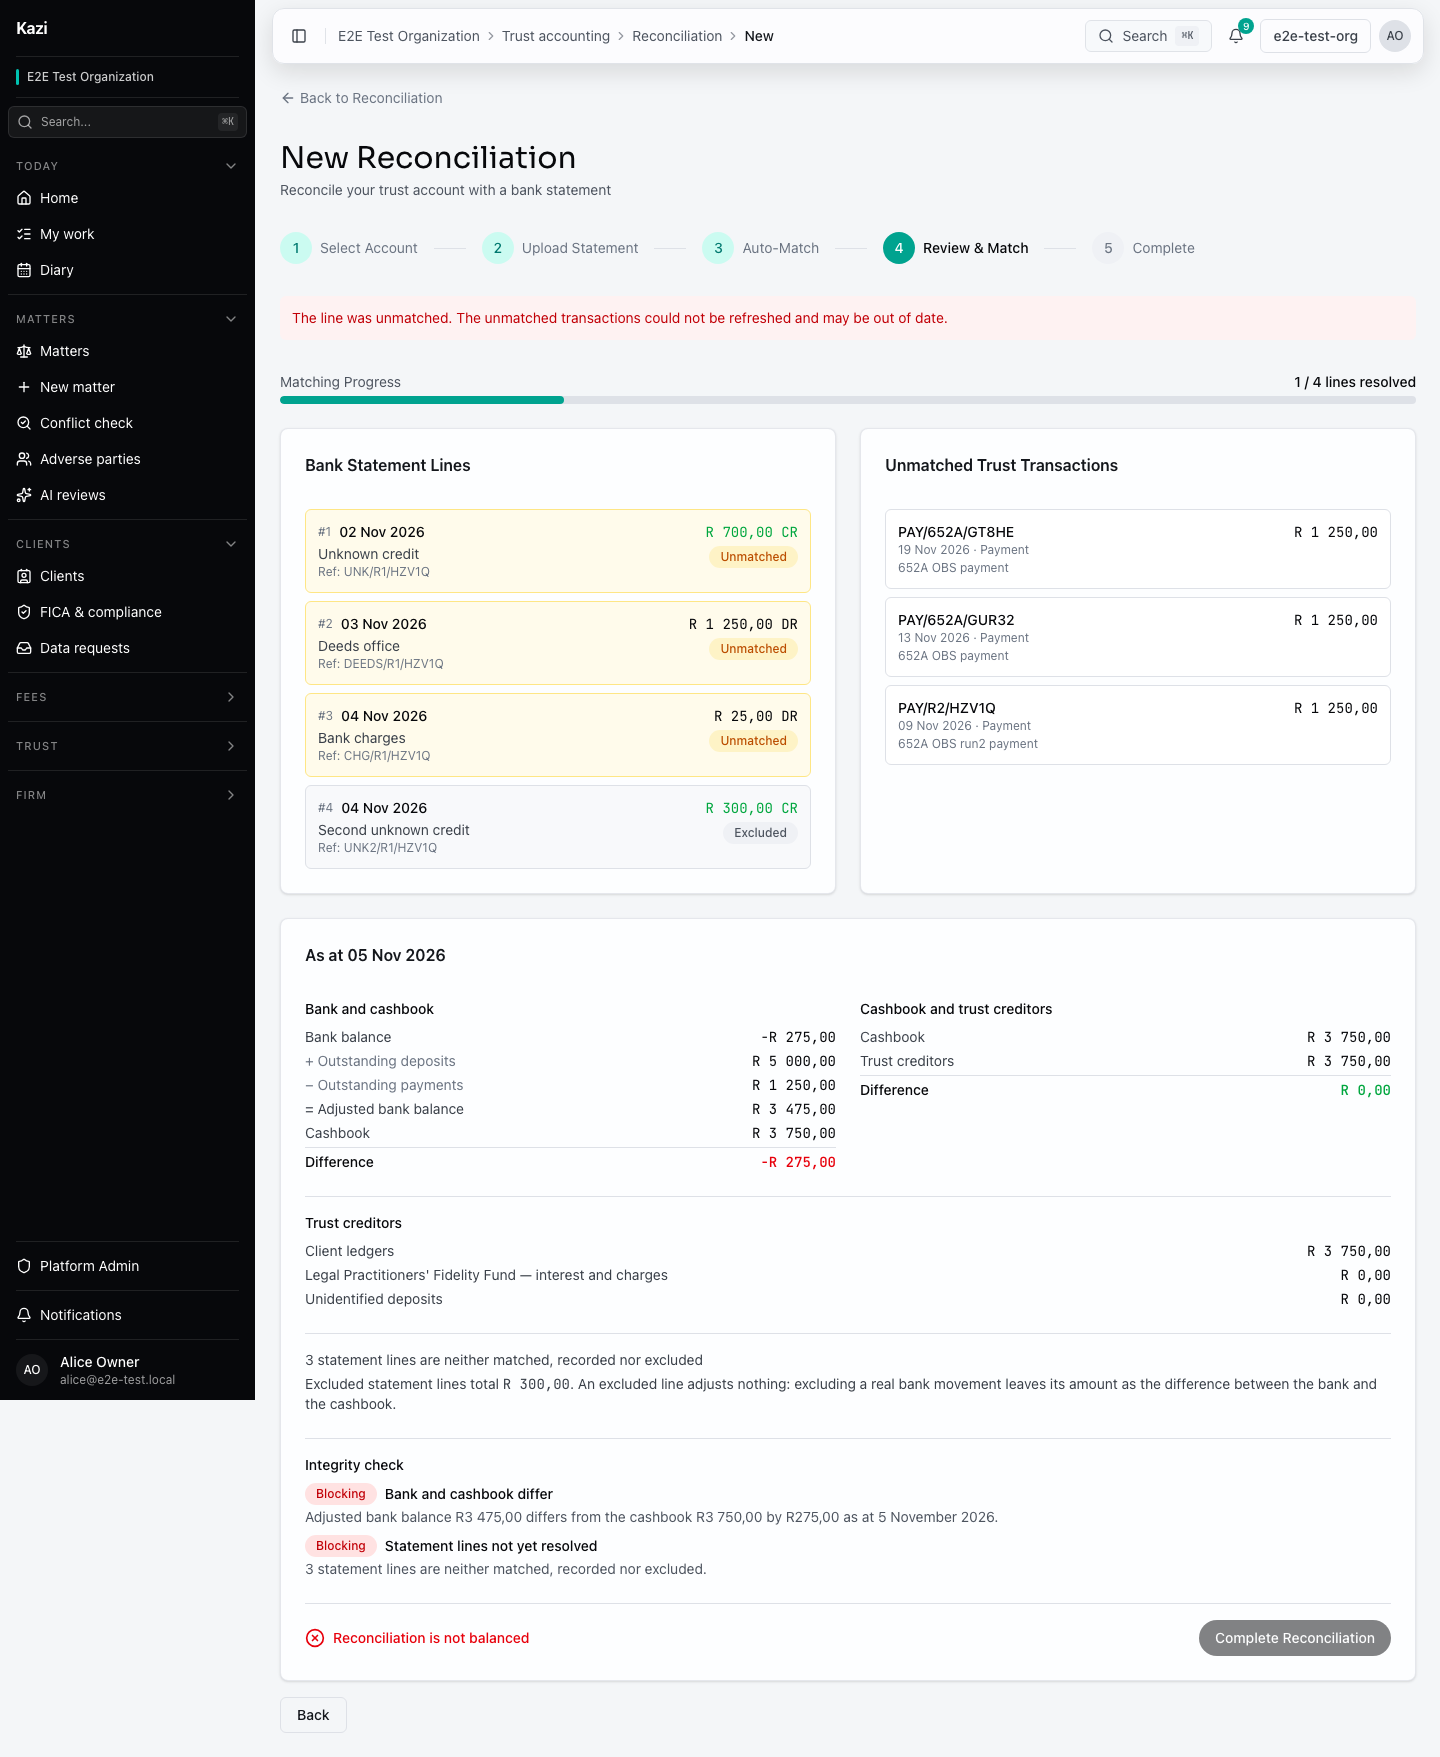 Kazi
E2E Test Organization
Search...
⌘K
TODAY
Home
My work
Diary
MATTERS
Matters
New matter
Conflict check
Adverse parties
AI reviews
CLIENTS
Clients
FICA & compliance
Data requests
FEES
TRUST
FIRM
Platform Admin
Notifications
AO
Alice Owner
alice@e2e-test.local
E2E Test Organization
Trust accounting
Reconciliation
New
Search
⌘K
9
e2e-test-org
AO
Back to Reconciliation
New Reconciliation
Reconcile your trust account with a bank statement
1 Select Account
2 Upload Statement
3 Auto-Match
4 Review & Match
5 Complete
The line was unmatched. The unmatched transactions could not be refreshed and may be out of date.
Matching Progress
1 / 4 lines resolved
Bank Statement Lines
#1 02 Nov 2026 R 700,00 CR
Unknown credit Unmatched
Ref: UNK/R1/HZV1Q
#2 03 Nov 2026 R 1 250,00 DR
Deeds office Unmatched
Ref: DEEDS/R1/HZV1Q
#3 04 Nov 2026 R 25,00 DR
Bank charges Unmatched
Ref: CHG/R1/HZV1Q
#4 04 Nov 2026 R 300,00 CR
Second unknown credit Excluded
Ref: UNK2/R1/HZV1Q
Unmatched Trust Transactions
PAY/652A/GT8HE R 1 250,00
19 Nov 2026 · Payment
652A OBS payment
PAY/652A/GUR32 R 1 250,00
13 Nov 2026 · Payment
652A OBS payment
PAY/R2/HZV1Q R 1 250,00
09 Nov 2026 · Payment
652A OBS run2 payment
As at 05 Nov 2026
Bank and cashbook
Bank balance -R 275,00
+ Outstanding deposits R 5 000,00
− Outstanding payments R 1 250,00
= Adjusted bank balance R 3 475,00
Cashbook R 3 750,00
Difference -R 275,00
Cashbook and trust creditors
Cashbook R 3 750,00
Trust creditors R 3 750,00
Difference R 0,00
Trust creditors
Client ledgers R 3 750,00
Legal Practitioners' Fidelity Fund — interest and charges R 0,00
Unidentified deposits R 0,00
3 statement lines are neither matched, recorded nor excluded
Excluded statement lines total R 300,00. An excluded line adjusts nothing: excluding a real bank movement leaves its amount as the difference between the bank and
the cashbook.
Integrity check
Blocking Bank and cashbook differ
Adjusted bank balance R3 475,00 differs from the cashbook R3 750,00 by R275,00 as at 5 November 2026.
Blocking Statement lines not yet resolved
3 statement lines are neither matched, recorded nor excluded.
Reconciliation is not balanced
Complete Reconciliation
Back